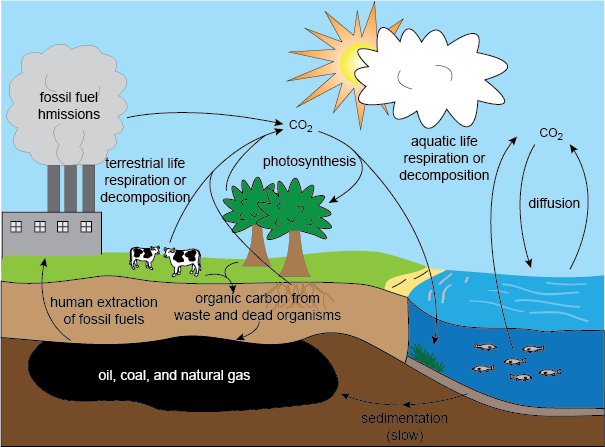 fossil fuel
hmissions
CO₂
terrestrial life
respiration or
decomposition
photosynthesis
aquatic life
respiration or
decomposition
CO₂
diffusion
human extraction
of fossil fuels
organic carbon from
waste and dead organisms
oil, coal, and natural gas
sedimentation
(slow)